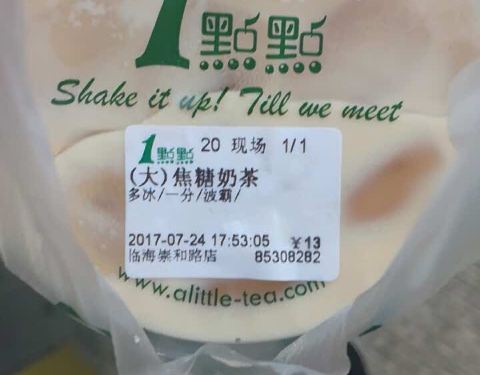 1點點
Shake it up! Till we meet
1點點 20 现场 1/1
(大)焦糖奶茶
多冰/一分/波霸/
2017-07-24 17:53:05 ¥13
临海崇和路店 85308282
www.alittle-tea.com